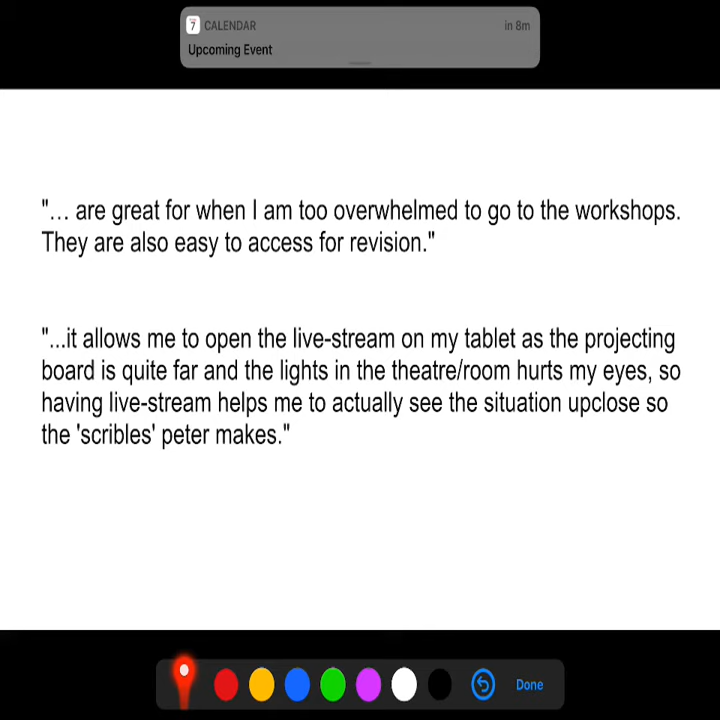 7 CALENDAR in 8m
Upcoming Event
"… are great for when I am too overwhelmed to go to the workshops.
They are also easy to access for revision."
"...it allows me to open the live-stream on my tablet as the projecting
board is quite far and the lights in the theatre/room hurts my eyes, so
having live-stream helps me to actually see the situation upclose so
the 'scribles' peter makes."
Done